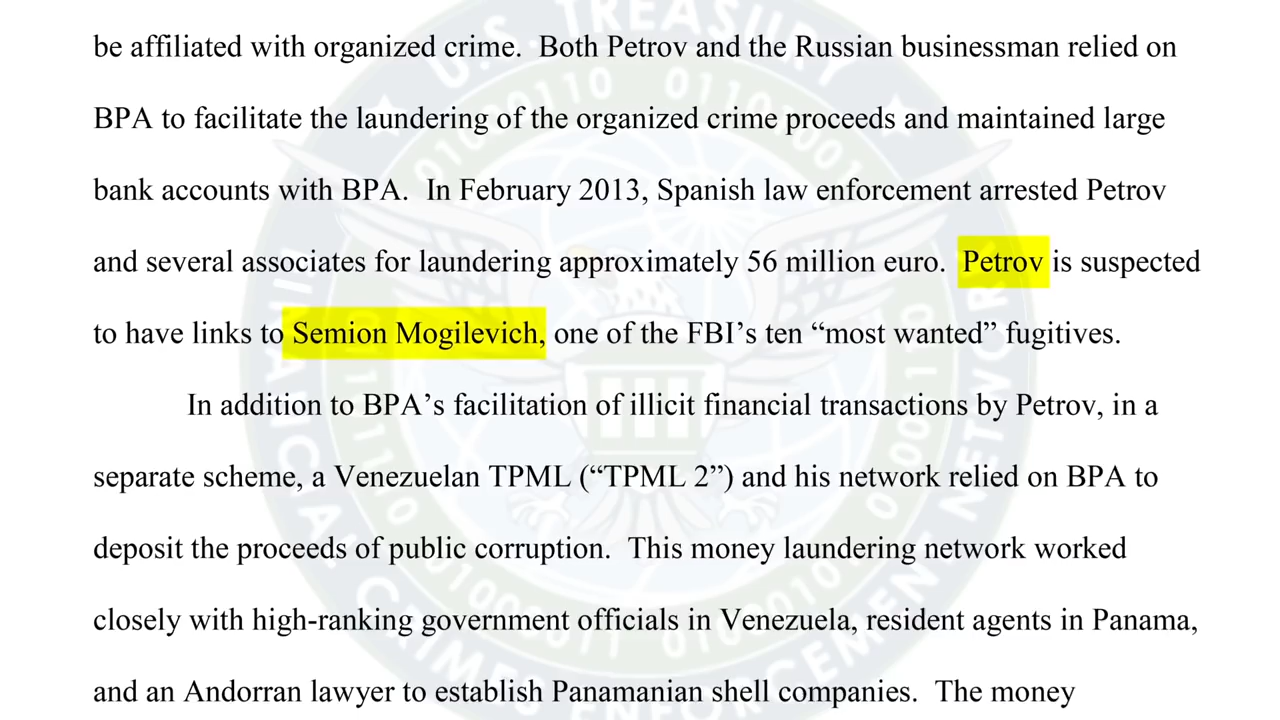 be affiliated with organized crime.  Both Petrov and the Russian businessman relied on
BPA to facilitate the laundering of the organized crime proceeds and maintained large
bank accounts with BPA.  In February 2013, Spanish law enforcement arrested Petrov
and several associates for laundering approximately 56 million euro.  Petrov is suspected
to have links to Semion Mogilevich, one of the FBI’s ten “most wanted” fugitives.
In addition to BPA’s facilitation of illicit financial transactions by Petrov, in a
separate scheme, a Venezuelan TPML (“TPML 2”) and his network relied on BPA to
deposit the proceeds of public corruption.  This money laundering network worked
closely with high-ranking government officials in Venezuela, resident agents in Panama,
and an Andorran lawyer to establish Panamanian shell companies.  The money
U.S. TREASURY
FINANCIAL CRIMES ENFORCEMENT NETWORK